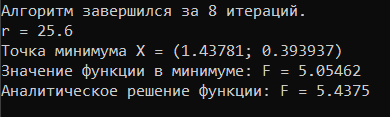 Алгоритм завершился за 8 итераций.
r = 25.6
Точка минимума X = (1.43781; 0.393937)
Значение функции в минимуме: F = 5.05462
Аналитическое решение функции: F = 5.4375